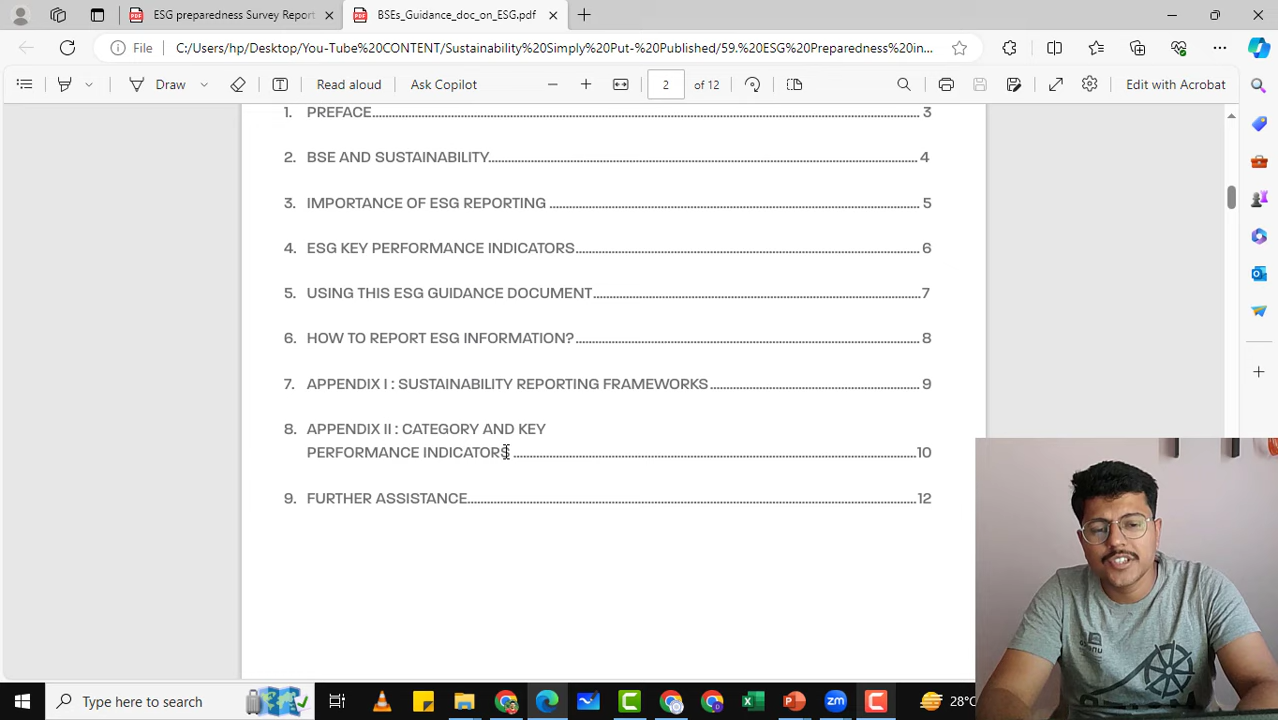 ESG preparedness Survey Report
BSEs_Guidance_doc_on_ESG.pdf
File
C:/Users/hp/Desktop/You-Tube%20CONTENT/Sustainability%20Simply%20Put-%20Published/59.%20ESG%20Preparedness%20in...
Draw
Read aloud
Ask Copilot
2
of 12
Edit with Acrobat
1. PREFACE 3
2. BSE AND SUSTAINABILITY 4
3. IMPORTANCE OF ESG REPORTING 5
4. ESG KEY PERFORMANCE INDICATORS 6
5. USING THIS ESG GUIDANCE DOCUMENT 7
6. HOW TO REPORT ESG INFORMATION? 8
7. APPENDIX I : SUSTAINABILITY REPORTING FRAMEWORKS 9
8. APPENDIX II : CATEGORY AND KEY
PERFORMANCE INDICATORS 10
9. FURTHER ASSISTANCE 12
Type here to search
28°C